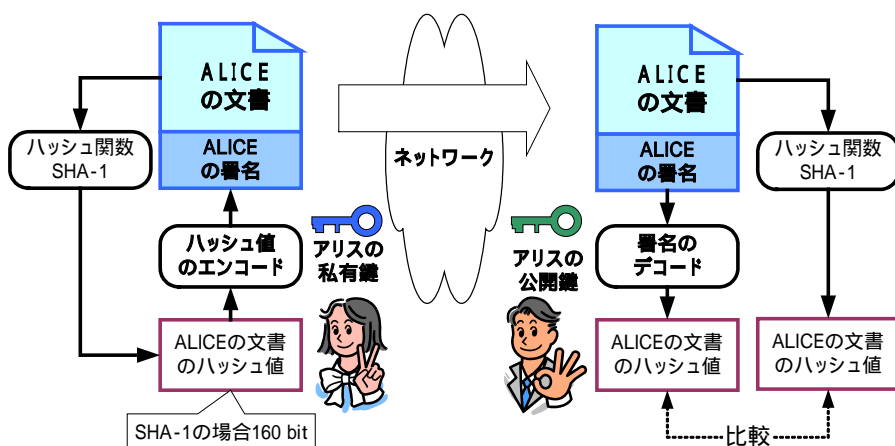 ALICE
の文書
ALICE
の署名
ハッシュ関数
SHA-1
ハッシュ値
のエンコード
アリスの
私有鍵
ALICEの文書
のハッシュ値
SHA-1の場合160 bit
ネットワーク
ALICE
の文書
ALICE
の署名
ハッシュ関数
SHA-1
署名の
デコード
アリスの
公開鍵
ALICEの文書
のハッシュ値
ALICEの文書
のハッシュ値
比較